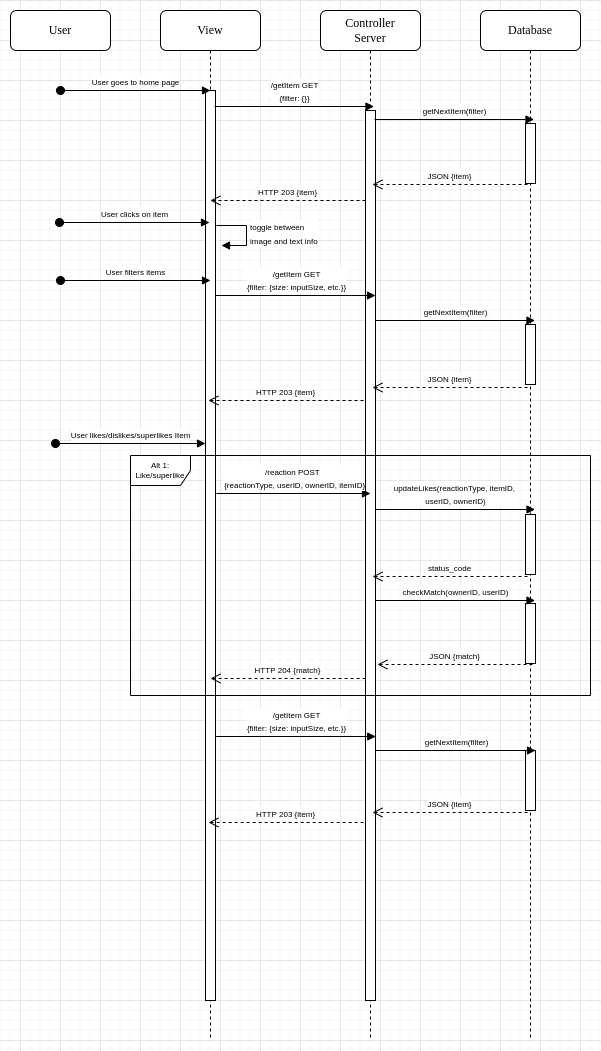 User
View
Controller
Server
Database
User goes to home page
/getItem GET
{filter: {}}
getNextItem(filter)
JSON {item}
HTTP 203 {item}
User clicks on item
toggle between
image and text info
User filters items
/getItem GET
{filter: {size: inputSize, etc.}}
getNextItem(filter)
JSON {item}
HTTP 203 {item}
User likes/dislikes/superlikes Item
Alt 1:
Like/superlike
/reaction POST
{reactionType, userID, ownerID, itemID}
updateLikes(reactionType, itemID,
userID, ownerID)
status_code
checkMatch(ownerID, userID)
JSON {match}
HTTP 204 {match}
/getItem GET
{filter: {size: inputSize, etc.}}
getNextItem(filter)
JSON {item}
HTTP 203 {item}